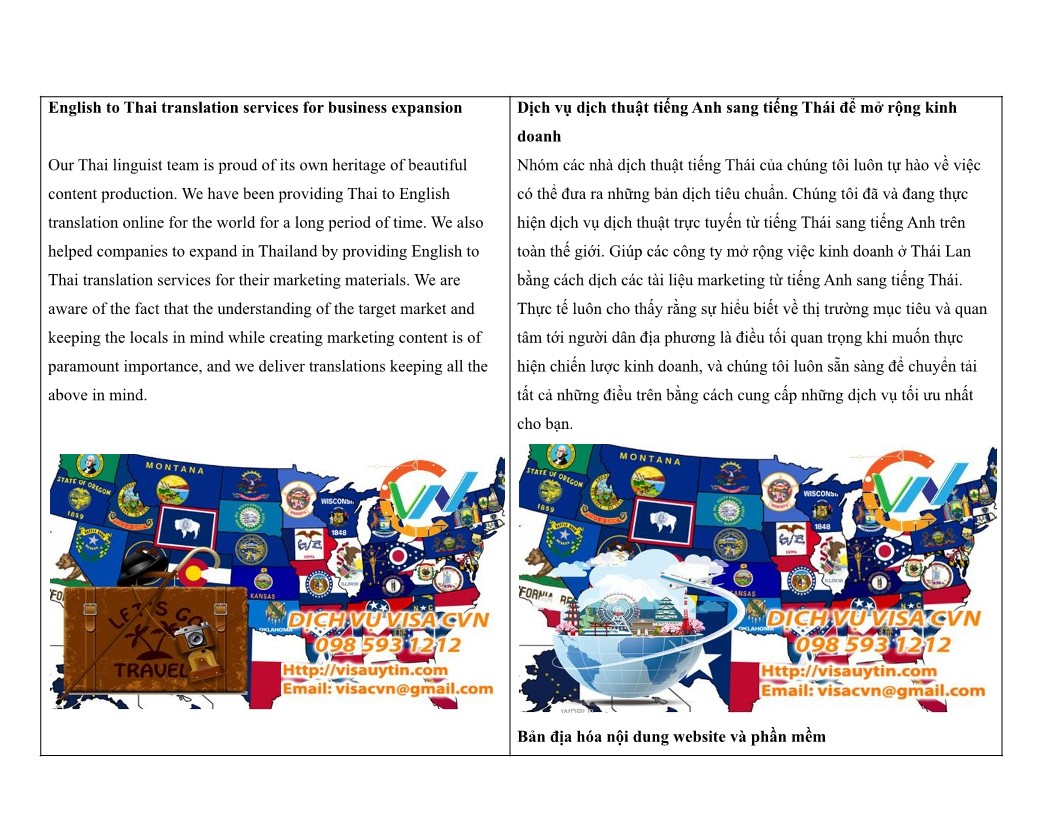 English to Thai translation services for business expansion
Our Thai linguist team is proud of its own heritage of beautiful
content production. We have been providing Thai to English
translation online for the world for a long period of time. We also
helped companies to expand in Thailand by providing English to
Thai translation services for their marketing materials. We are
aware of the fact that the understanding of the target market and
keeping the locals in mind while creating marketing content is of
paramount importance, and we deliver translations keeping all the
above in mind.
MONTANA
STATE OF OREGON
1859
WISCONSIN
1848
ILLINOIS
KANSAS
OKLAHOMA
LET'S GO
TRAVEL
CVN
DỊCH VỤ VISA CVN
098 593 1212
Http://visauytin.com
Email: visacvn@gmail.com
Dịch vụ dịch thuật tiếng Anh sang tiếng Thái để mở rộng kinh
doanh
Nhóm các nhà dịch thuật tiếng Thái của chúng tôi luôn tự hào về việc
có thể đưa ra những bản dịch tiêu chuẩn. Chúng tôi đã và đang thực
hiện dịch vụ dịch thuật trực tuyến từ tiếng Thái sang tiếng Anh trên
toàn thế giới. Giúp các công ty mở rộng việc kinh doanh ở Thái Lan
bằng cách dịch các tài liệu marketing từ tiếng Anh sang tiếng Thái.
Thực tế luôn cho thấy rằng sự hiểu biết về thị trường mục tiêu và quan
tâm tới người dân địa phương là điều tối quan trọng khi muốn thực
hiện chiến lược kinh doanh, và chúng tôi luôn sẵn sàng để chuyển tải
tất cả những điều trên bằng cách cung cấp những dịch vụ tối ưu nhất
cho bạn.
MONTANA
STATE OF OREGON
1859
WISCONSIN
1848
ILLINOIS
KANSAS
OKLAHOMA
CVN
DỊCH VỤ VISA CVN
098 593 1212
Http://visauytin.com
Email: visacvn@gmail.com
Bản địa hóa nội dung website và phần mềm